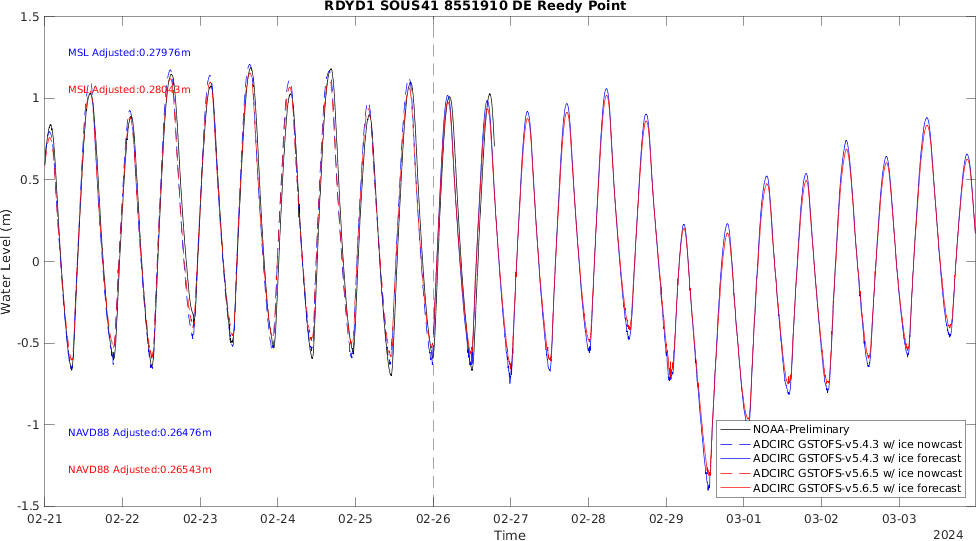 RDYD1 SOUS41 8551910 DE Reedy Point
1.5
MSL Adjusted:0.27976m
MSL Adjusted:0.28043m
1
0.5
0
Water Level (m)
-0.5
-1
NAVD88 Adjusted:0.26476m
NAVD88 Adjusted:0.26543m
-1.5
NOAA-Preliminary
ADCIRC GSTOFS-v5.4.3 w/ ice nowcast
ADCIRC GSTOFS-v5.4.3 w/ ice forecast
ADCIRC GSTOFS-v5.6.5 w/ ice nowcast
ADCIRC GSTOFS-v5.6.5 w/ ice forecast
02-21 02-22 02-23 02-24 02-25 02-26 02-27 02-28 02-29 03-01 03-02 03-03
Time
2024